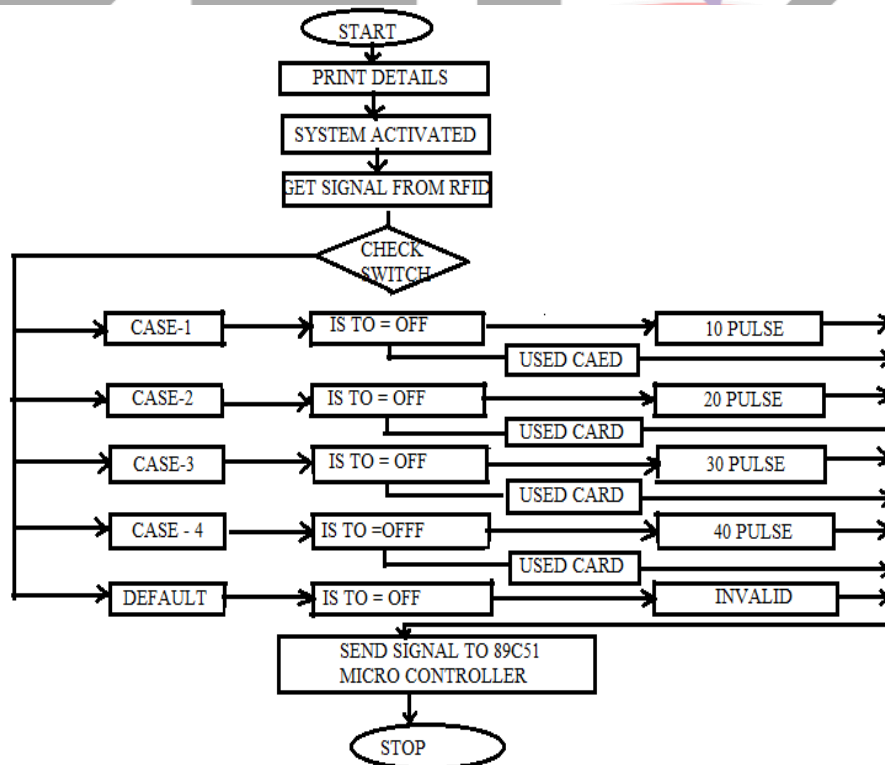 START
PRINT DETAILS
SYSTEM ACTIVATED
GET SIGNAL FROM RFID
CHECK
SWITCH
CASE-1
IS TO = OFF
10 PULSE
USED CAED
CASE-2
IS TO = OFF
20 PULSE
USED CARD
CASE-3
IS TO = OFF
30 PULSE
USED CARD
CASE - 4
IS TO =OFFF
40 PULSE
USED CARD
DEFAULT
IS TO = OFF
INVALID
SEND SIGNAL TO 89C51
MICRO CONTROLLER
STOP